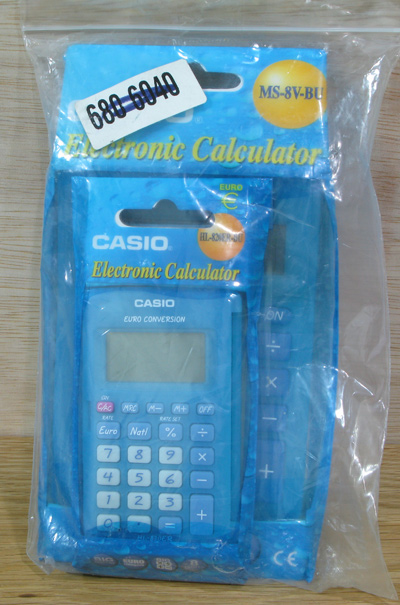 680 6040
MS-8V-BU
Electronic Calculator
EURO
€
CASIO
Electronic Calculator
CASIO
EURO CONVERSION
ON
ON
C/AC MRC M- M+ OFF
RATE RATE SET
Euro Natl % ÷
÷
7 8 9 ×
×
4 5 6 −
−
1 2 3
+
0 . = +
CE